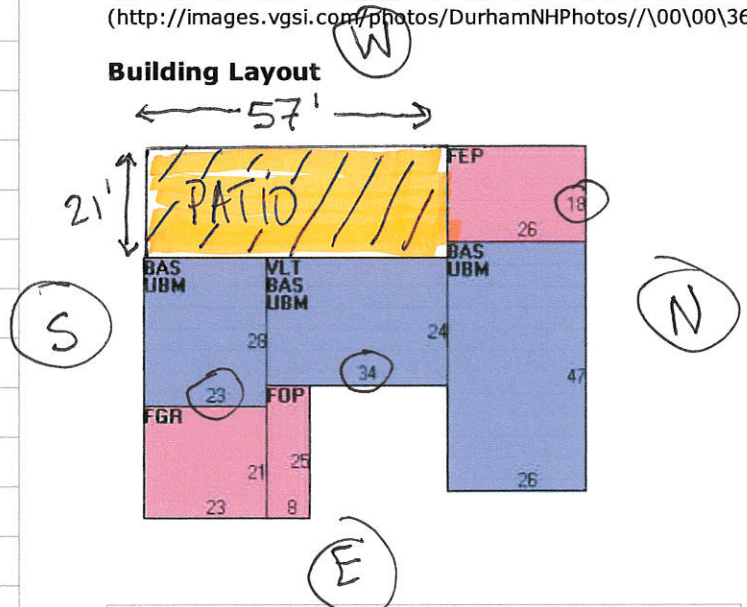 (http://images.vgsi.com/photos/DurhamNHPhotos//\00\00\36
W
Building Layout
57'
21'
PATIO
FEP
18
26
BAS
UBM
VLT
BAS
UBM
BAS
UBM
S
N
28
24
34
23
47
FOP
FGR
21
25
26
23
8
E